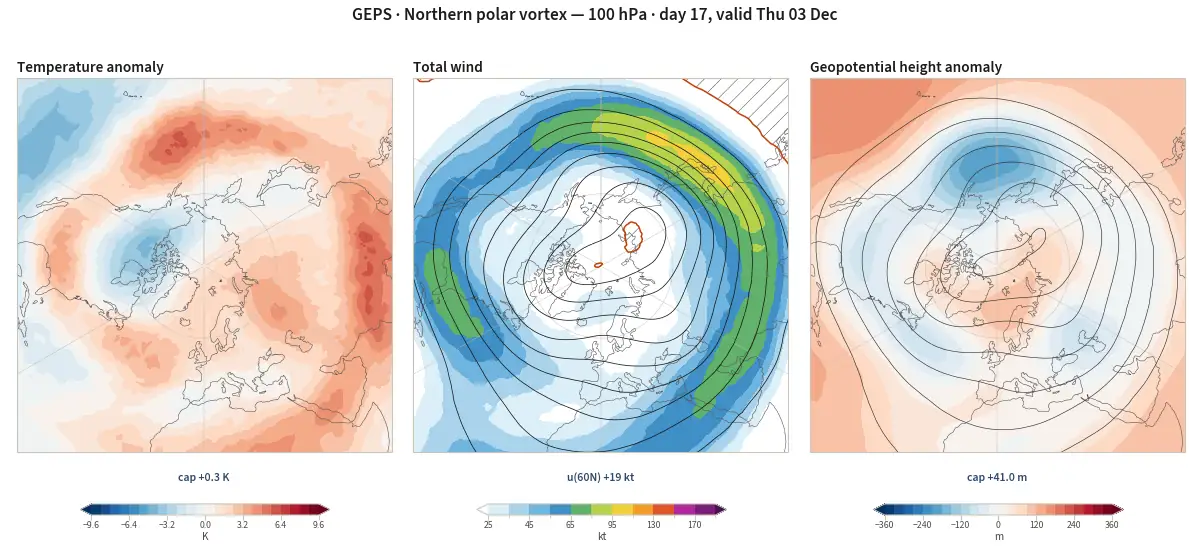 GEPS · Northern polar vortex — 100 hPa · day 17, valid Thu 03 Dec
Temperature anomaly
Total wind
Geopotential height anomaly
cap +0.3 K
u(60N) +19 kt
cap +41.0 m
−9.6 −6.4 −3.2 0.0 3.2 6.4 9.6
K
25 45 65 95 130 170
kt
−360 −240 −120 0 120 240 360
m